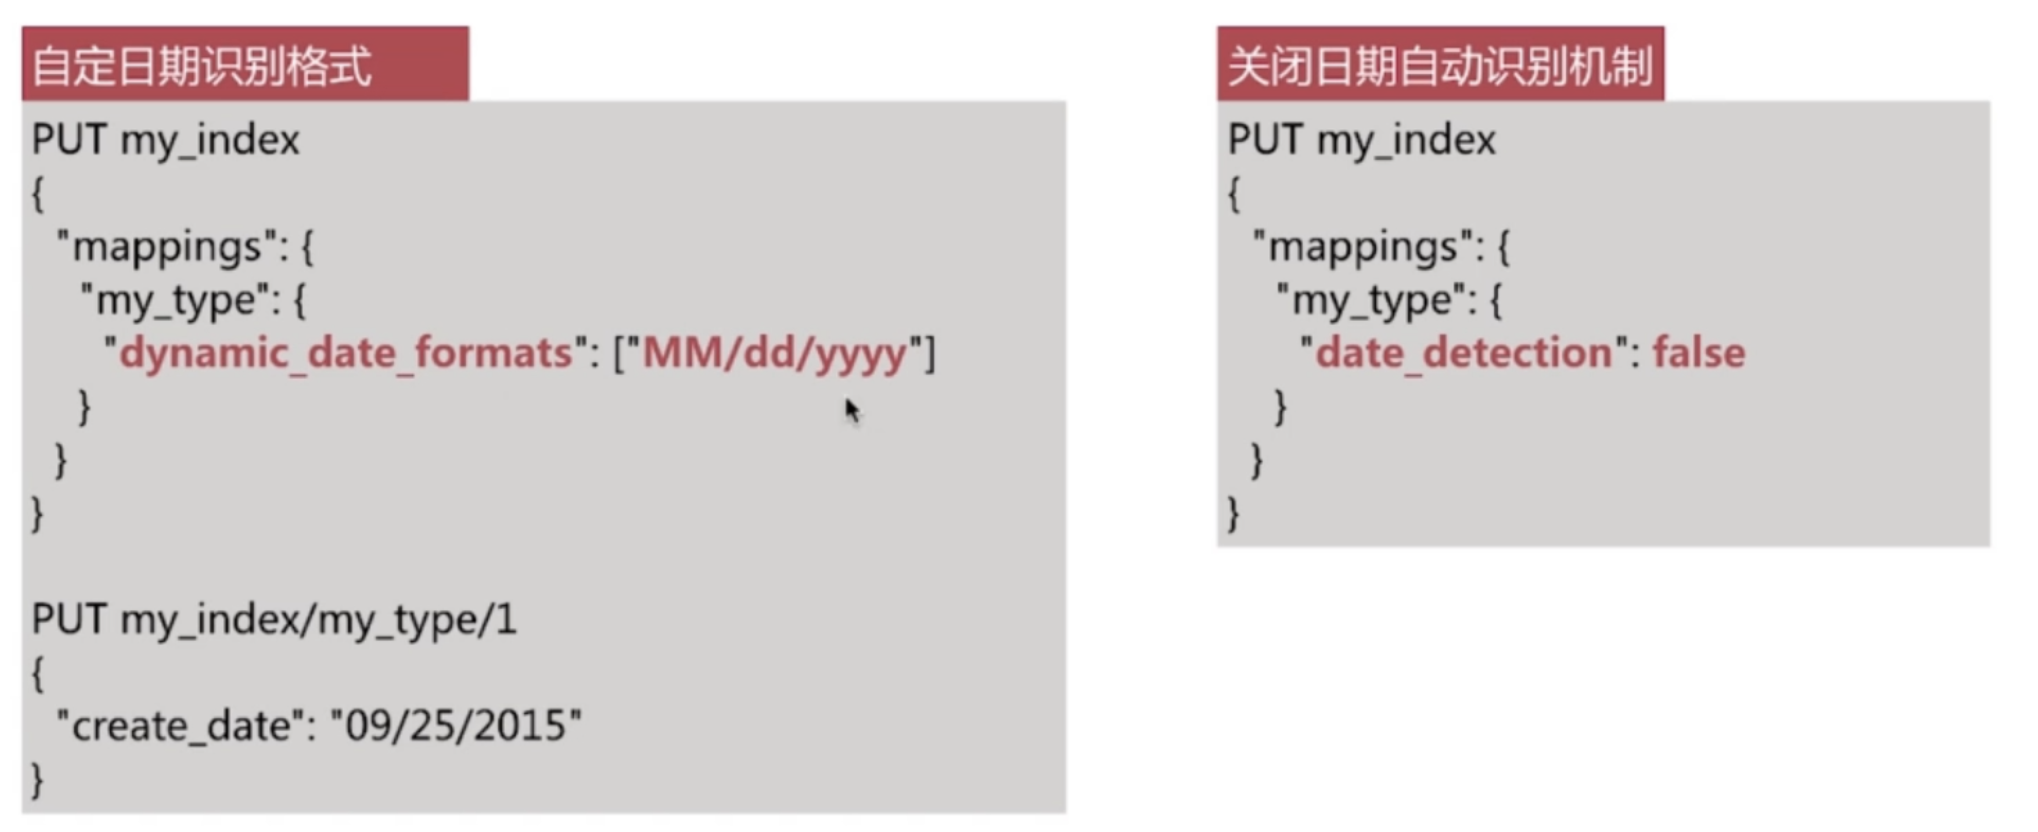 自定日期识别格式
PUT my_index
{
"mappings": {
"my_type": {
"dynamic_date_formats": ["MM/dd/yyyy"]
}
}
}
PUT my_index/my_type/1
{
"create_date": "09/25/2015"
}
关闭日期自动识别机制
PUT my_index
{
"mappings": {
"my_type": {
"date_detection": false
}
}
}